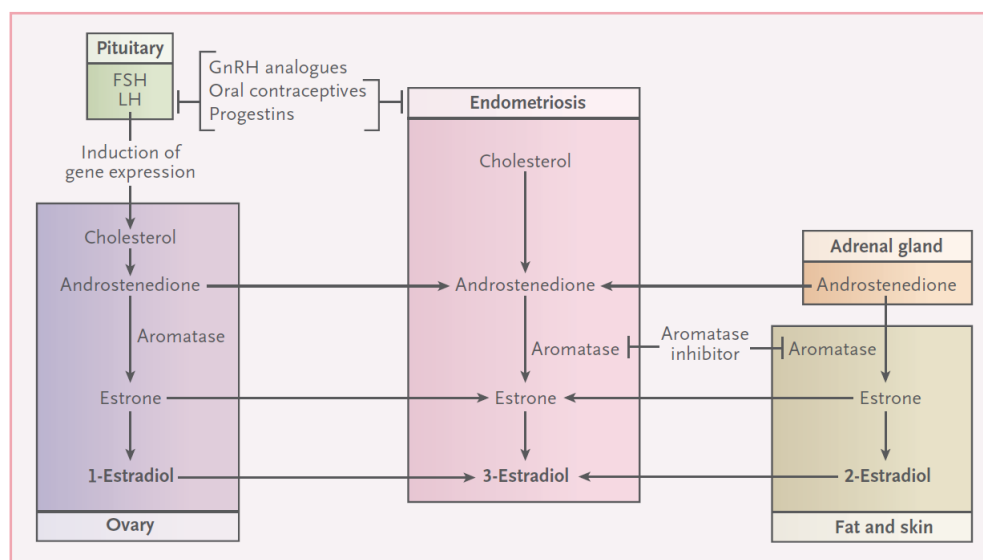 Pituitary
FSH
LH
GnRH analogues
Oral contraceptives
Progestins
Induction of
gene expression
Endometriosis
Cholesterol
Cholesterol
Androstenedione
Androstenedione
Adrenal gland
Androstenedione
Aromatase
Aromatase
Aromatase
inhibitor
Aromatase
Estrone
Estrone
Estrone
1-Estradiol
3-Estradiol
2-Estradiol
Ovary
Fat and skin